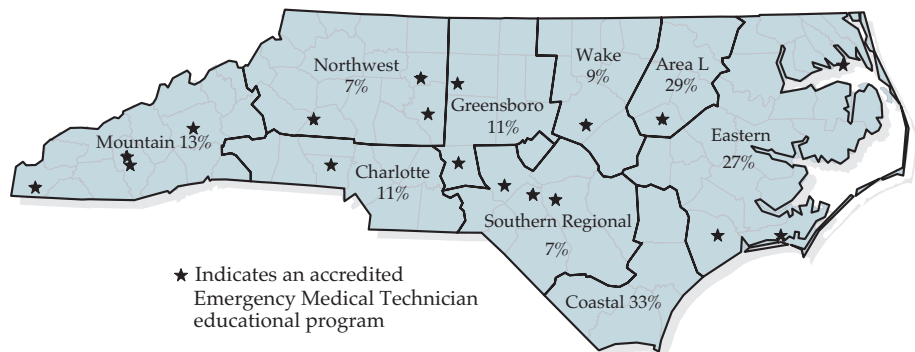 Northwest
7%
Wake
9%
Area L
29%
Greensboro
11%
Mountain 13%
Eastern
27%
Charlotte
11%
Southern Regional
7%
Coastal 33%
★ Indicates an accredited
Emergency Medical Technician
educational program